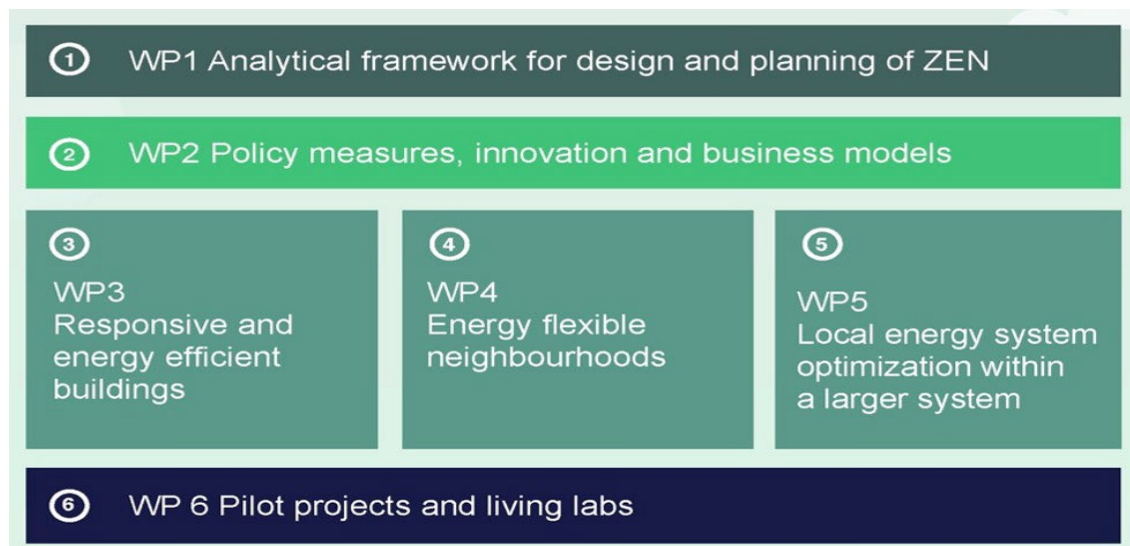 1 WP1 Analytical framework for design and planning of ZEN
2 WP2 Policy measures, innovation and business models
3
WP3
Responsive and
energy efficient
buildings
4
WP4
Energy flexible
neighbourhoods
5
WP5
Local energy system
optimization within
a larger system
6 WP 6 Pilot projects and living labs